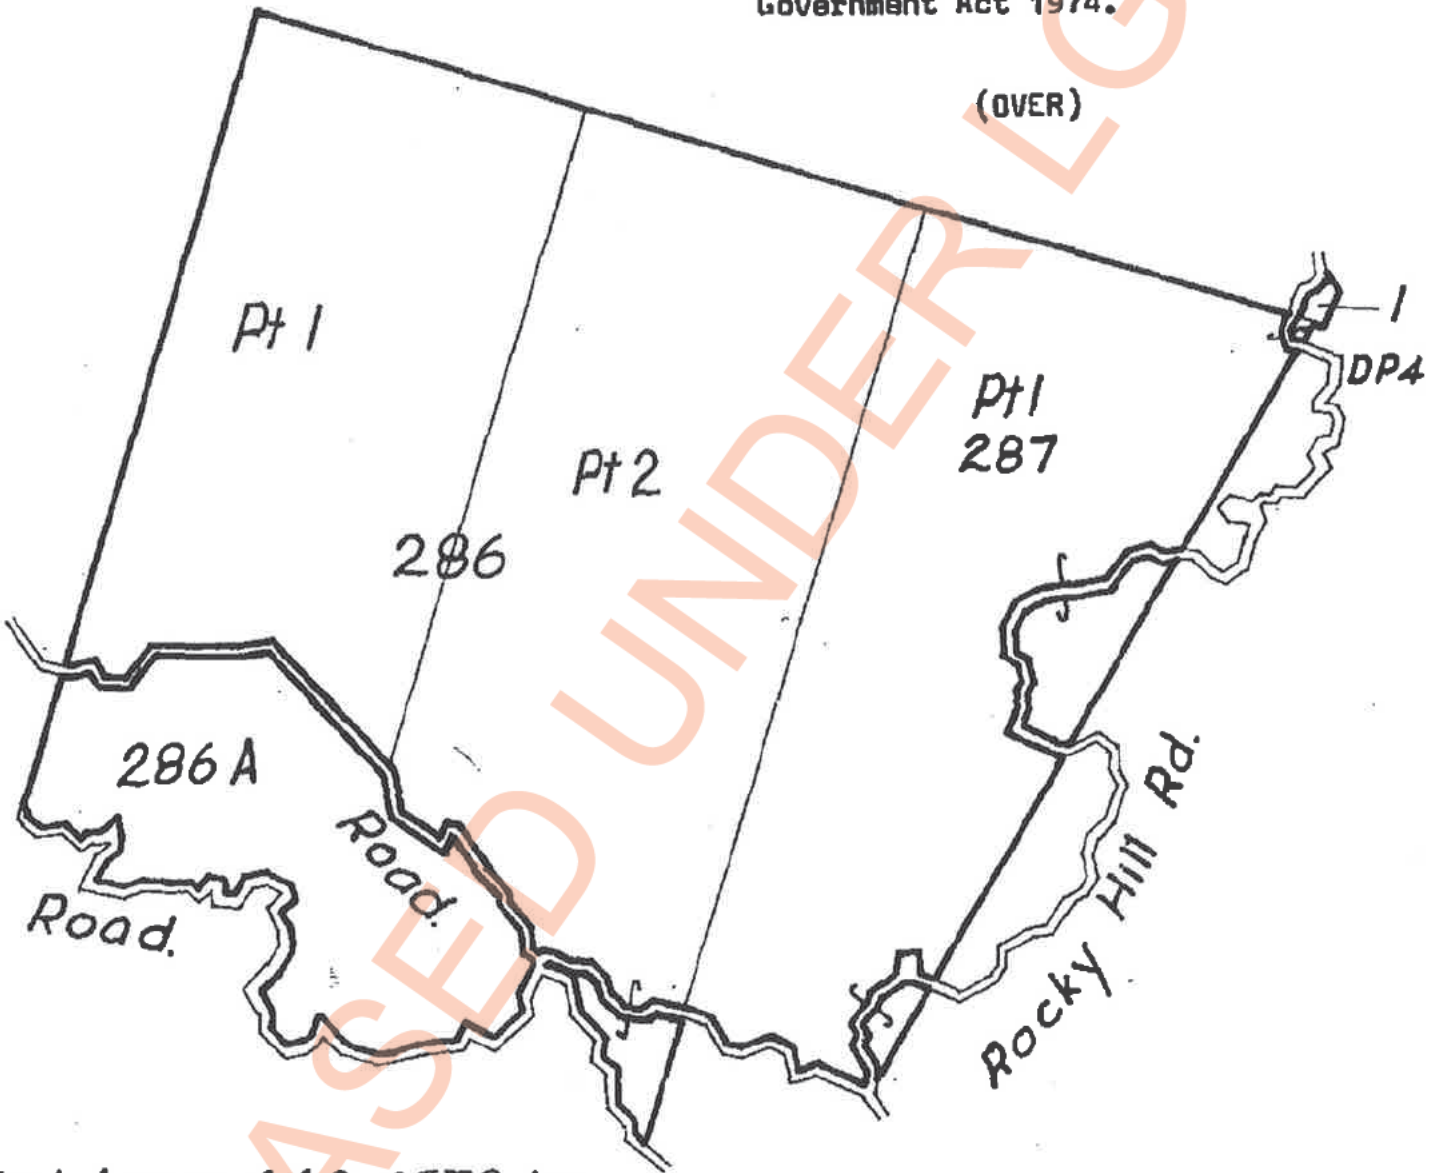 Government Act 1974.
(OVER)
Pt 1
1
DP4
Pt1
287
Pt 2
286
286 A
Road.
Road.
Rocky Hill Rd.
ASED UNDER LG